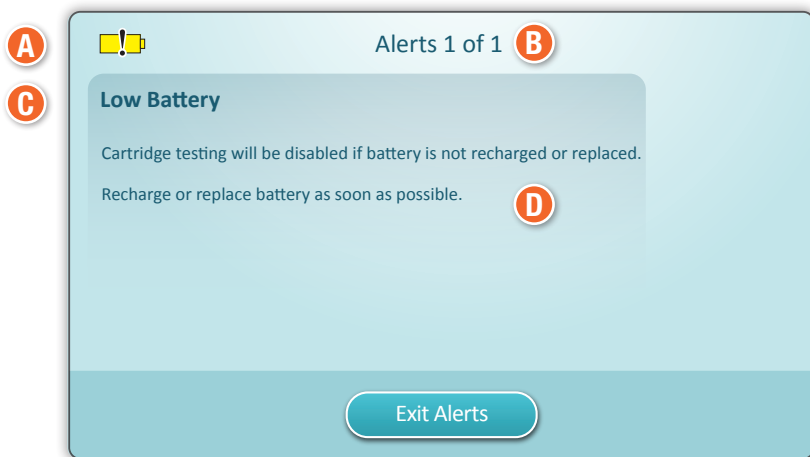 A
Alerts 1 of 1 B
C
Low Battery
Cartridge testing will be disabled if battery is not recharged or replaced.
Recharge or replace battery as soon as possible.
D
Exit Alerts